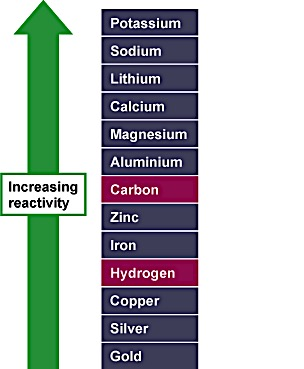 Potassium
Sodium
Lithium
Calcium
Magnesium
Aluminium
Increasing
reactivity
Carbon
Zinc
Iron
Hydrogen
Copper
Silver
Gold